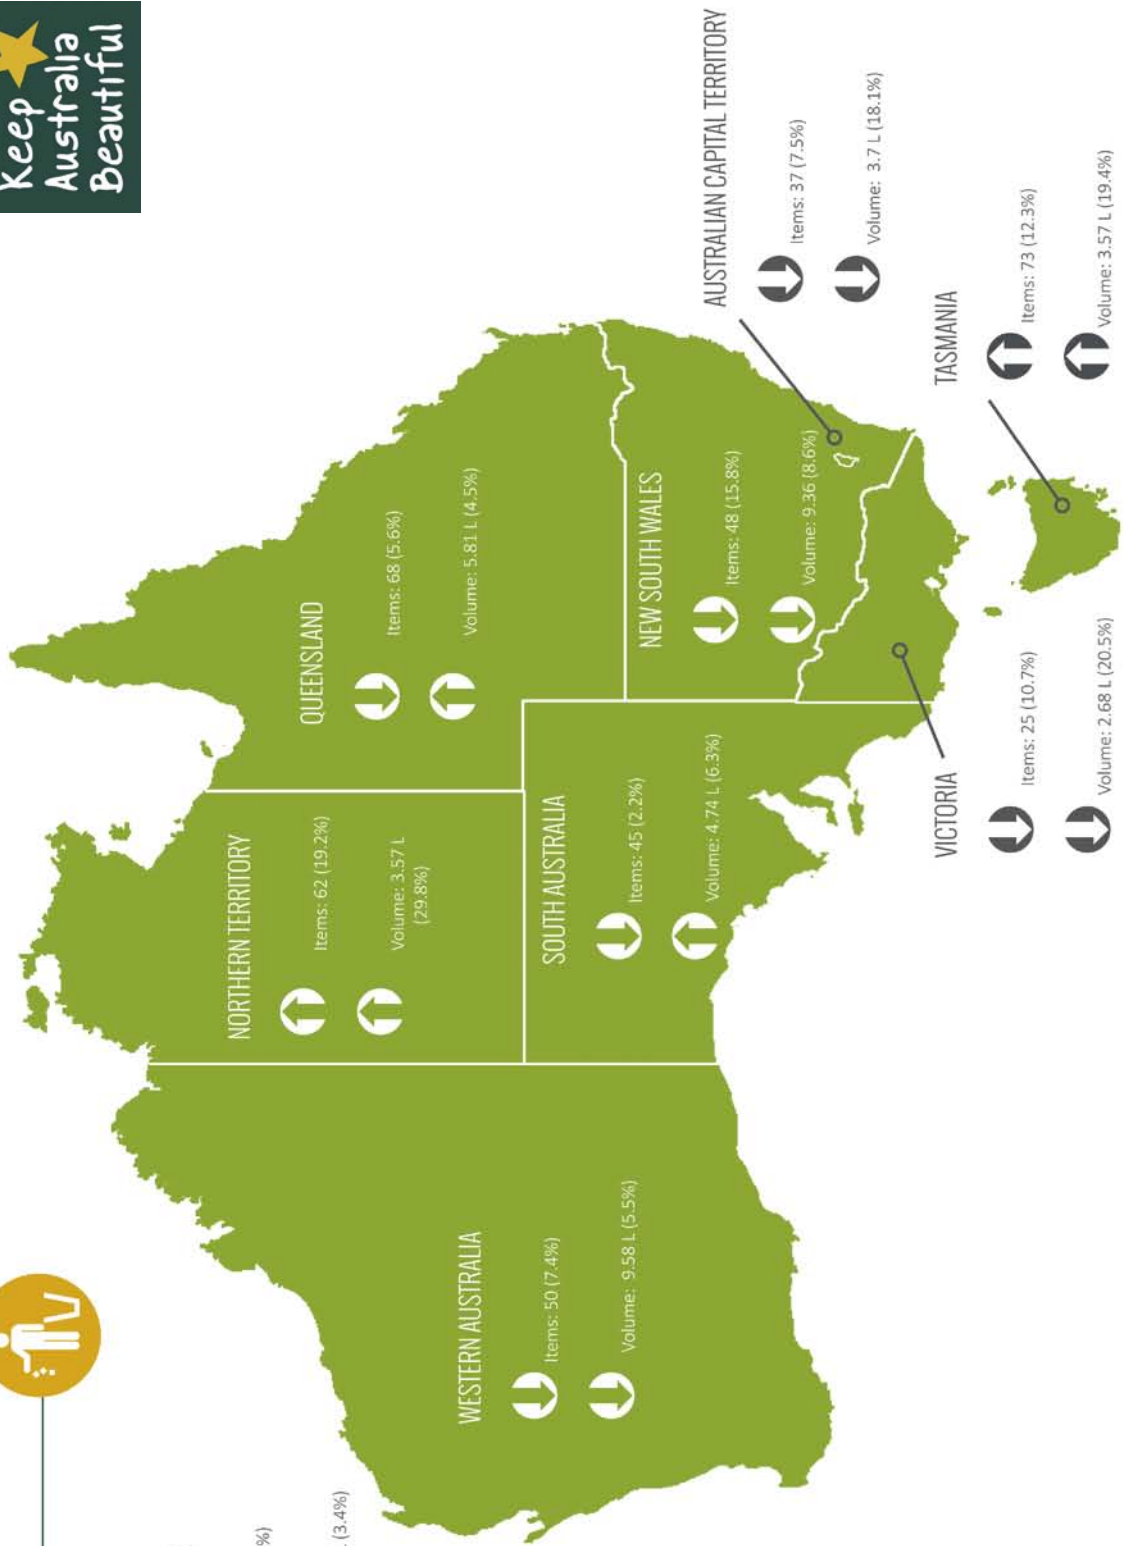 Keep
Australia
Beautiful
%)
(3.4%)
WESTERN AUSTRALIA
Items: 50 (7.4%)
Volume: 9.58 L (5.5%)
NORTHERN TERRITORY
Items: 62 (19.2%)
Volume: 3.57 L
(29.8%)
QUEENSLAND
Items: 68 (5.6%)
Volume: 5.81 L (4.5%)
SOUTH AUSTRALIA
Items: 45 (2.2%)
Volume: 4.74 L (6.3%)
NEW SOUTH WALES
Items: 48 (15.8%)
Volume: 9.36 (8.6%)
AUSTRALIAN CAPITAL TERRITORY
Items: 37 (7.5%)
Volume: 3.7 L (18.1%)
VICTORIA
Items: 25 (10.7%)
Volume: 2.68 L (20.5%)
TASMANIA
Items: 73 (12.3%)
Volume: 3.57 L (19.4%)